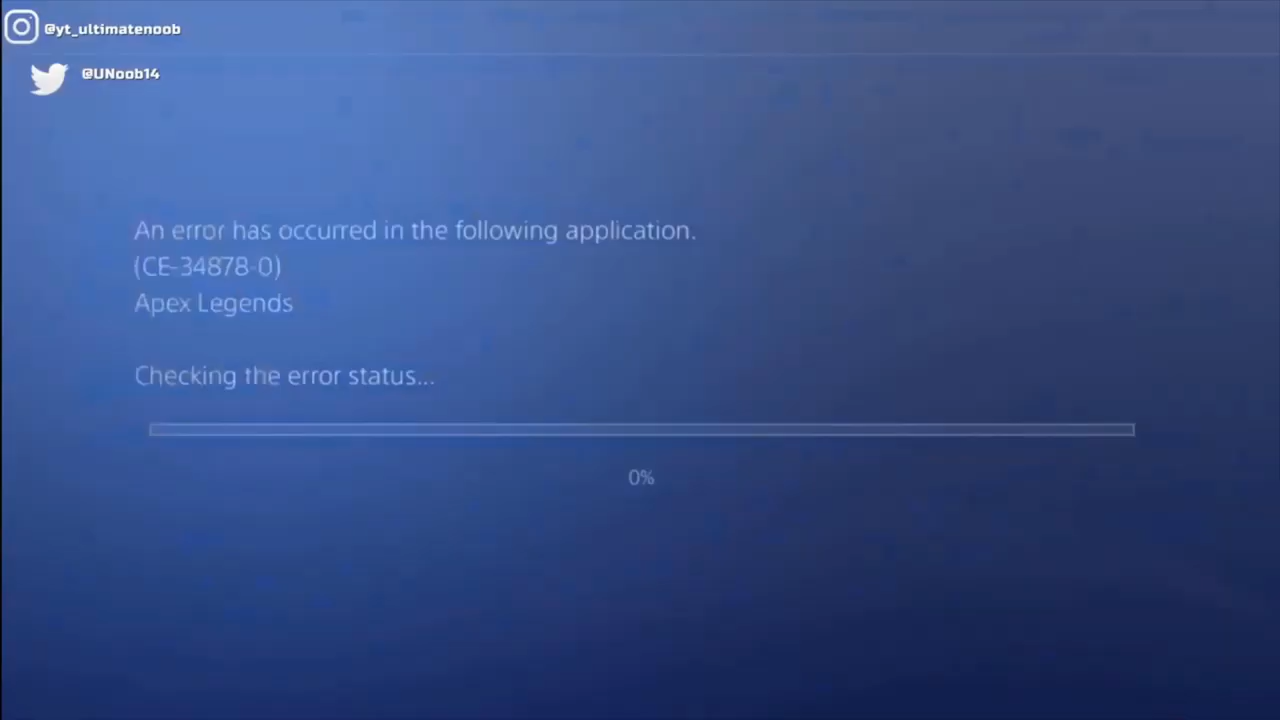 @yt_ultimatenoob
@UNoob14
An error has occurred in the following application.
(CE-34878-0)
Apex Legends
Checking the error status...
0%